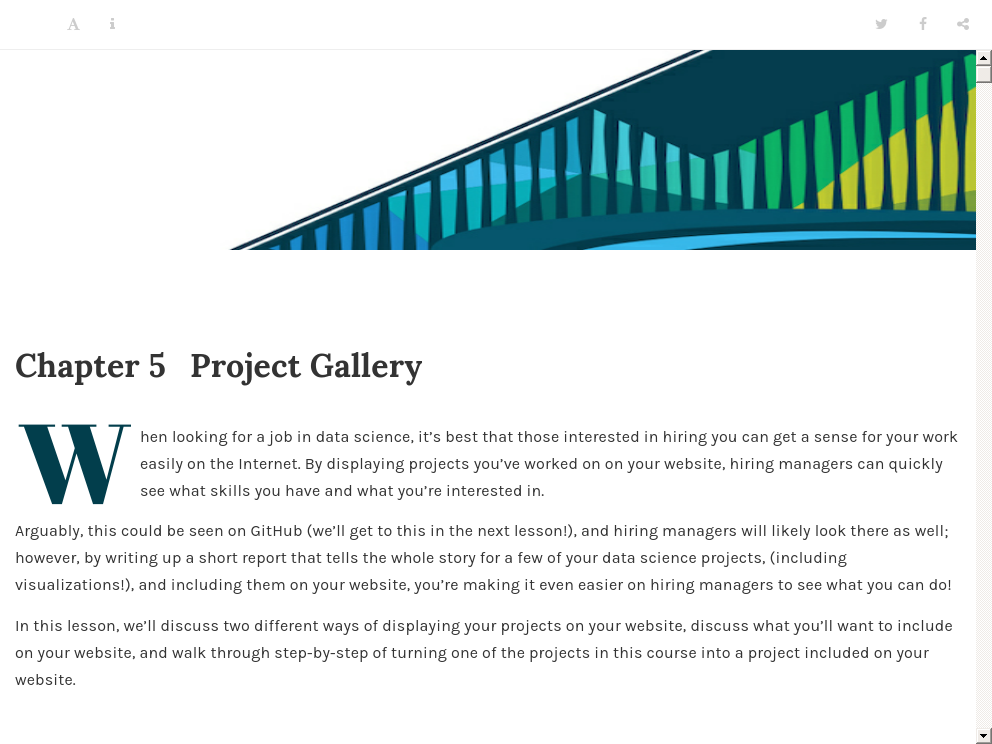 A i
Chapter 5 Project Gallery
When looking for a job in data science, it’s best that those interested in hiring you can get a sense for your work
easily on the Internet. By displaying projects you’ve worked on on your website, hiring managers can quickly
see what skills you have and what you’re interested in.
Arguably, this could be seen on GitHub (we’ll get to this in the next lesson!), and hiring managers will likely look there as well;
however, by writing up a short report that tells the whole story for a few of your data science projects, (including
visualizations!), and including them on your website, you’re making it even easier on hiring managers to see what you can do!
In this lesson, we’ll discuss two different ways of displaying your projects on your website, discuss what you’ll want to include
on your website, and walk through step-by-step of turning one of the projects in this course into a project included on your
website.